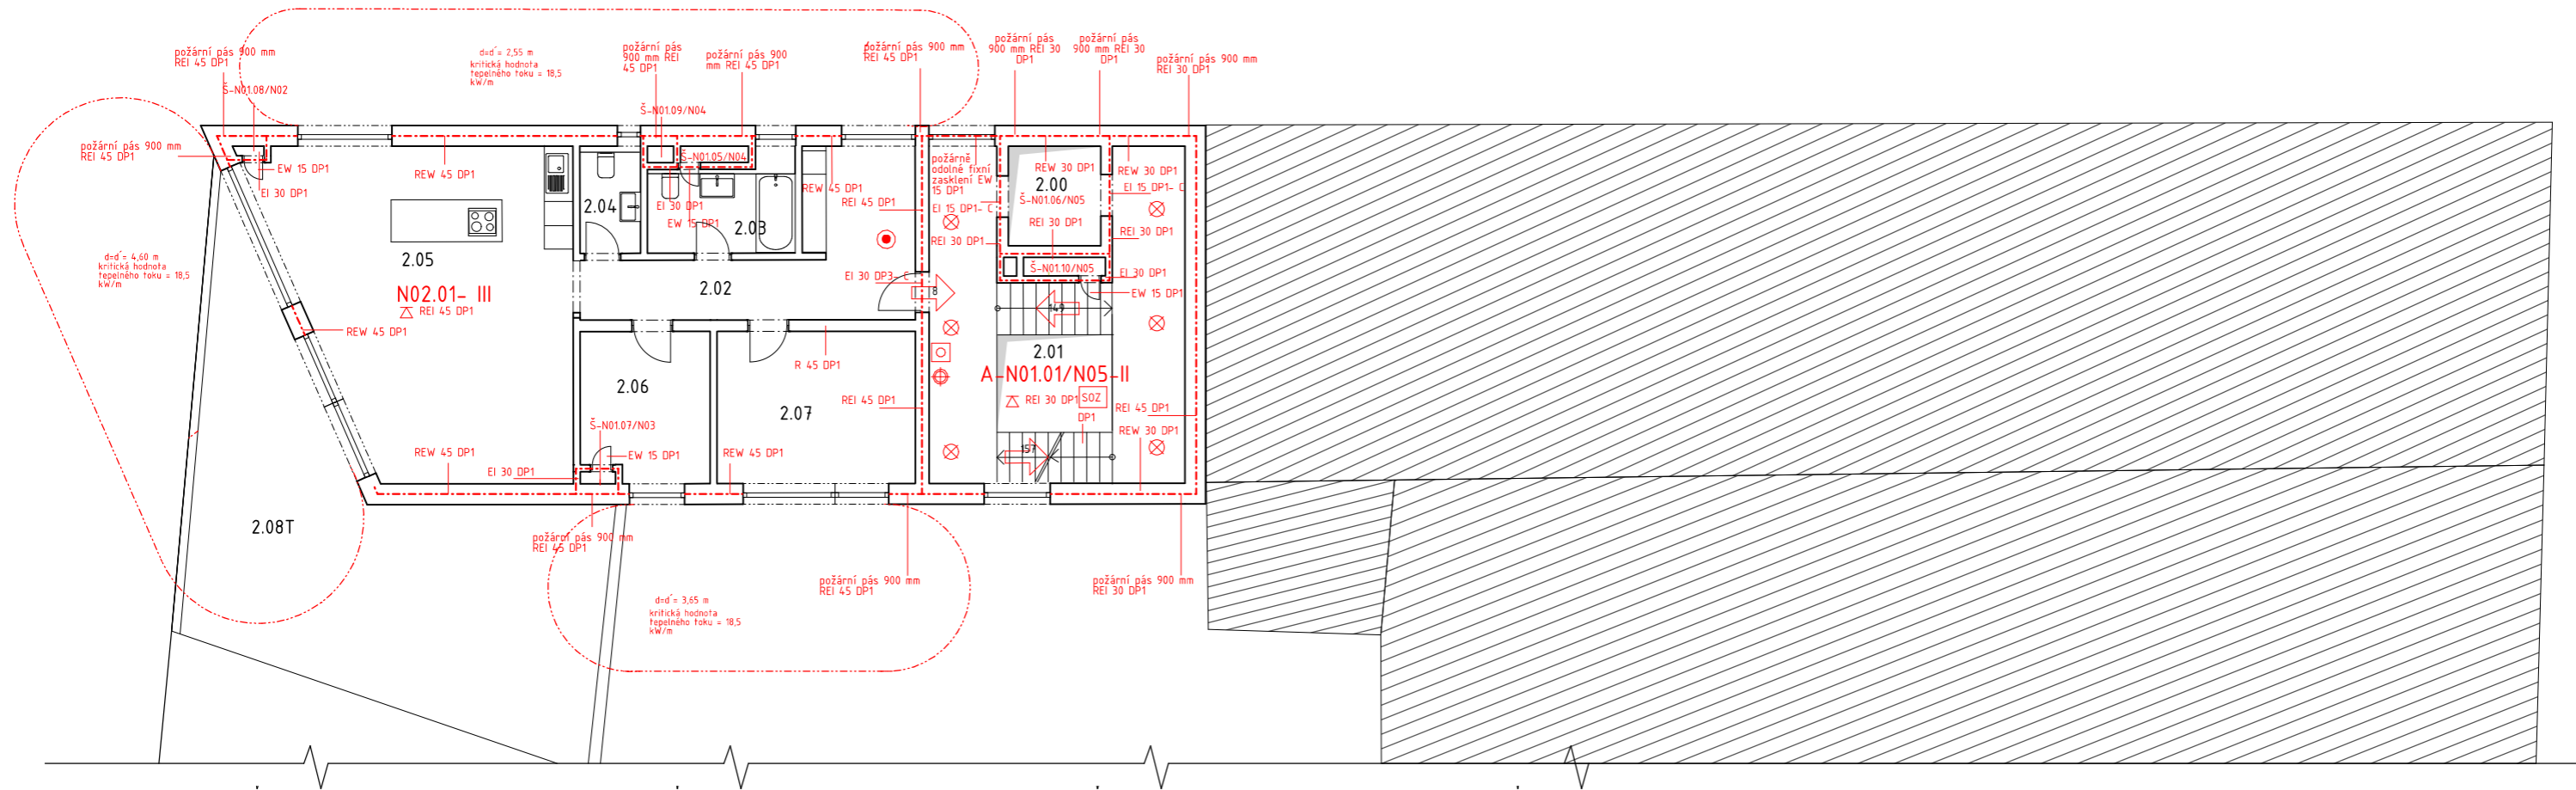 požární pás 900 mm
REI 45 DP1
Š-N01.08/N02
d=d´= 2,55 m
kritická hodnota
tepelného toku = 18,5
kW/m
požární pás
900 mm REI
45 DP1
požární pás 900
mm REI 45 DP1
požární pás 900 mm
REI 45 DP1
požární pás
900 mm REI 30
DP1
požární pás
900 mm REI 30
DP1
požární pás 900 mm
REI 30 DP1
Š-N01.09/N04
požární pás 900 mm
REI 45 DP1
EW 15 DP1
EI 30 DP1
REW 45 DP1
Š-N01.05/N04
2.04
EI 30 DP1
EW 15 DP1
2.03
REW 45 DP1
REI 45 DP1
požárně
odolné fixní
zasklení EW
15 DP1
EI 15 DP1- C
REI 30 DP1
REW 30 DP1
2.00
Š-N01.06/N05
REI 30 DP1
REW 30 DP1
EI 15 DP1- C
REI 30 DP1
Š-N01.10/N05
EI 30 DP1
EW 15 DP1
d=d´= 4,60 m
kritická hodnota
tepelného toku = 18,5
kW/m
2.05
N02.01- III
REI 45 DP1
REW 45 DP1
2.02
EI 30 DP3- C
8
149
2.01
A-N01.01/N05-II
REI 30 DP1
SOZ
DP1
REI 45 DP1
REW 30 DP1
157
R 45 DP1
2.06
2.07
REI 45 DP1
Š-N01.07/N03
EW 15 DP1
REW 45 DP1
REW 45 DP1
EI 30 DP1
2.08T
požární pás 900 mm
REI 45 DP1
požární pás 900 mm
REI 45 DP1
požární pás 900 mm
REI 30 DP1
d=d´= 3,65 m
kritická hodnota
tepelného toku = 18,5
kW/m